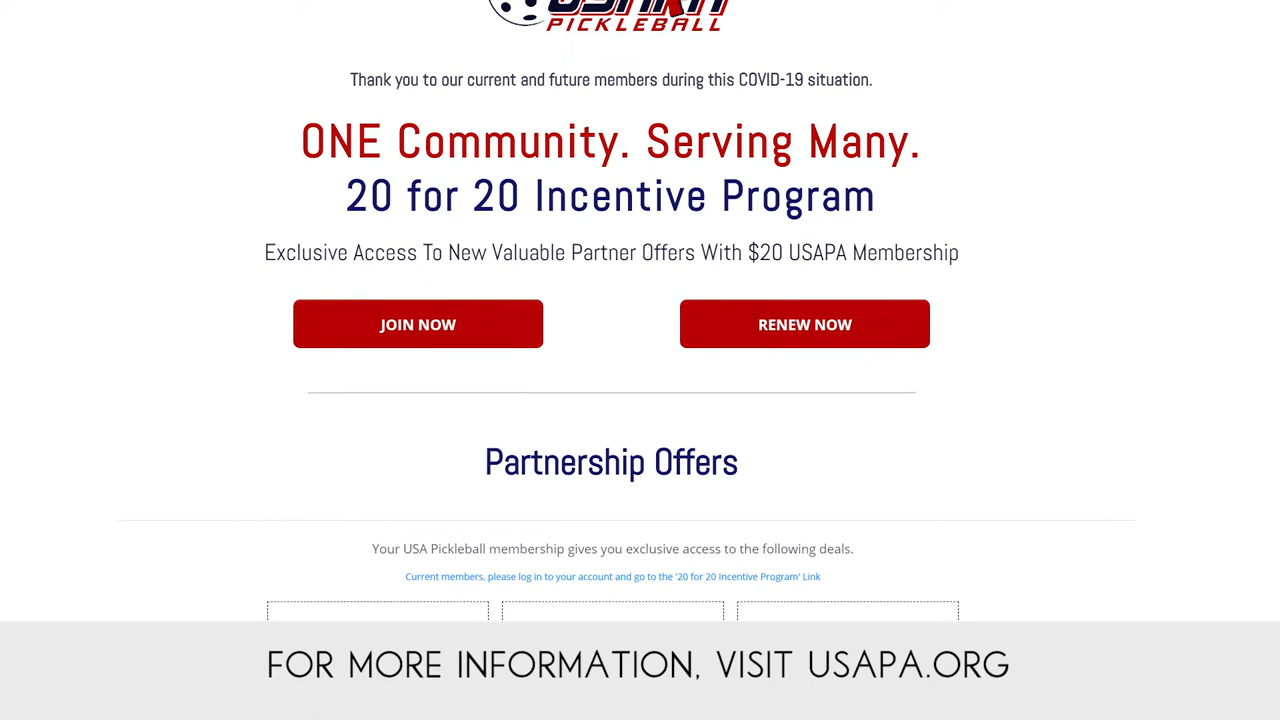 USAPA
PICKLEBALL
Thank you to our current and future members during this COVID-19 situation.
ONE Community. Serving Many.
20 for 20 Incentive Program
Exclusive Access To New Valuable Partner Offers With $20 USAPA Membership
JOIN NOW
RENEW NOW
Partnership Offers
Your USA Pickleball membership gives you exclusive access to the following deals.
Current members, please log in to your account and go to the '20 for 20 Incentive Program' Link
FOR MORE INFORMATION, VISIT USAPA.ORG